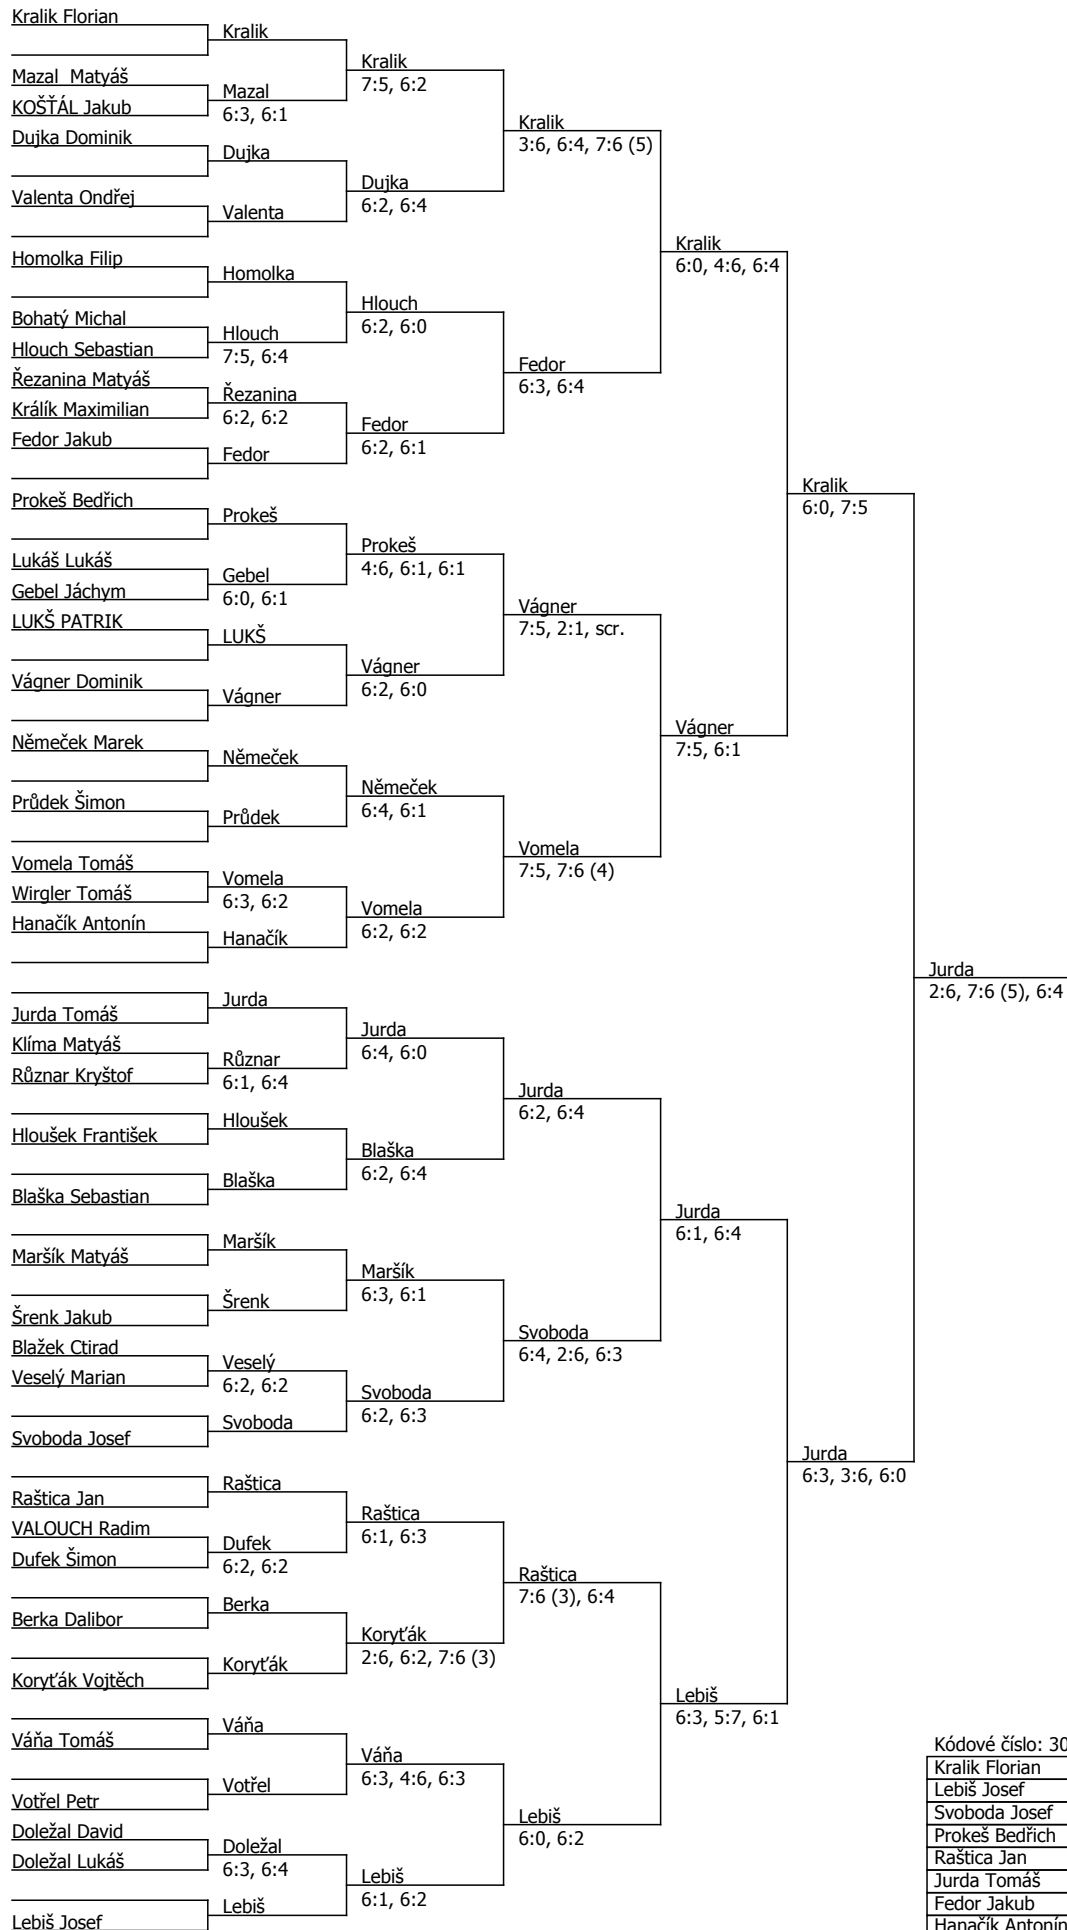 Kralik Florian
Kralik
Kralik
7:5, 6:2
Mazal  Matyáš
Mazal
KOŠŤÁL Jakub
6:3, 6:1
Kralik
3:6, 6:4, 7:6 (5)
Dujka Dominik
Dujka
Dujka
6:2, 6:4
Valenta Ondřej
Valenta
Kralik
6:0, 4:6, 6:4
Homolka Filip
Homolka
Hlouch
6:2, 6:0
Bohatý Michal
Hlouch
Hlouch Sebastian
7:5, 6:4
Fedor
6:3, 6:4
Řezanina Matyáš
Řezanina
Králík Maximilian
6:2, 6:2
Fedor
6:2, 6:1
Fedor Jakub
Fedor
Kralik
6:0, 7:5
Prokeš Bedřich
Prokeš
Prokeš
4:6, 6:1, 6:1
Lukáš Lukáš
Gebel
Gebel Jáchym
6:0, 6:1
Vágner
7:5, 2:1, scr.
LUKŠ PATRIK
LUKŠ
Vágner
6:2, 6:0
Vágner Dominik
Vágner
Vágner
7:5, 6:1
Němeček Marek
Němeček
Němeček
6:4, 6:1
Průdek Šimon
Průdek
Vomela
7:5, 7:6 (4)
Vomela Tomáš
Vomela
Wirgler Tomáš
6:3, 6:2
Vomela
6:2, 6:2
Hanačík Antonín
Hanačík
Jurda
2:6, 7:6 (5), 6:4
Jurda
Jurda Tomáš
Jurda
6:4, 6:0
Klíma Matyáš
Různar
Různar Kryštof
6:1, 6:4
Jurda
6:2, 6:4
Hloušek
Hloušek František
Blaška
6:2, 6:4
Blaška
Blaška Sebastian
Jurda
6:1, 6:4
Maršík
Maršík Matyáš
Maršík
6:3, 6:1
Šrenk
Šrenk Jakub
Svoboda
6:4, 2:6, 6:3
Blažek Ctirad
Veselý
Veselý Marian
6:2, 6:2
Svoboda
6:2, 6:3
Svoboda
Svoboda Josef
Jurda
6:3, 3:6, 6:0
Raštica
Raštica Jan
Raštica
6:1, 6:3
VALOUCH Radim
Dufek
Dufek Šimon
6:2, 6:2
Raštica
7:6 (3), 6:4
Berka
Berka Dalibor
Koryťák
2:6, 6:2, 7:6 (3)
Koryťák
Koryťák Vojtěch
Lebiš
6:3, 5:7, 6:1
Váňa
Váňa Tomáš
Váňa
6:3, 4:6, 6:3
Votřel
Votřel Petr
Lebiš
6:0, 6:2
Doležal David
Doležal
Doležal Lukáš
6:3, 6:4
Lebiš
6:1, 6:2
Lebiš
Lebiš Josef
Kódové číslo: 30
Kralik Florian
Lebiš Josef
Svoboda Josef
Prokeš Bedřich
Raštica Jan
Jurda Tomáš
Fedor Jakub
Hanačík Antonín